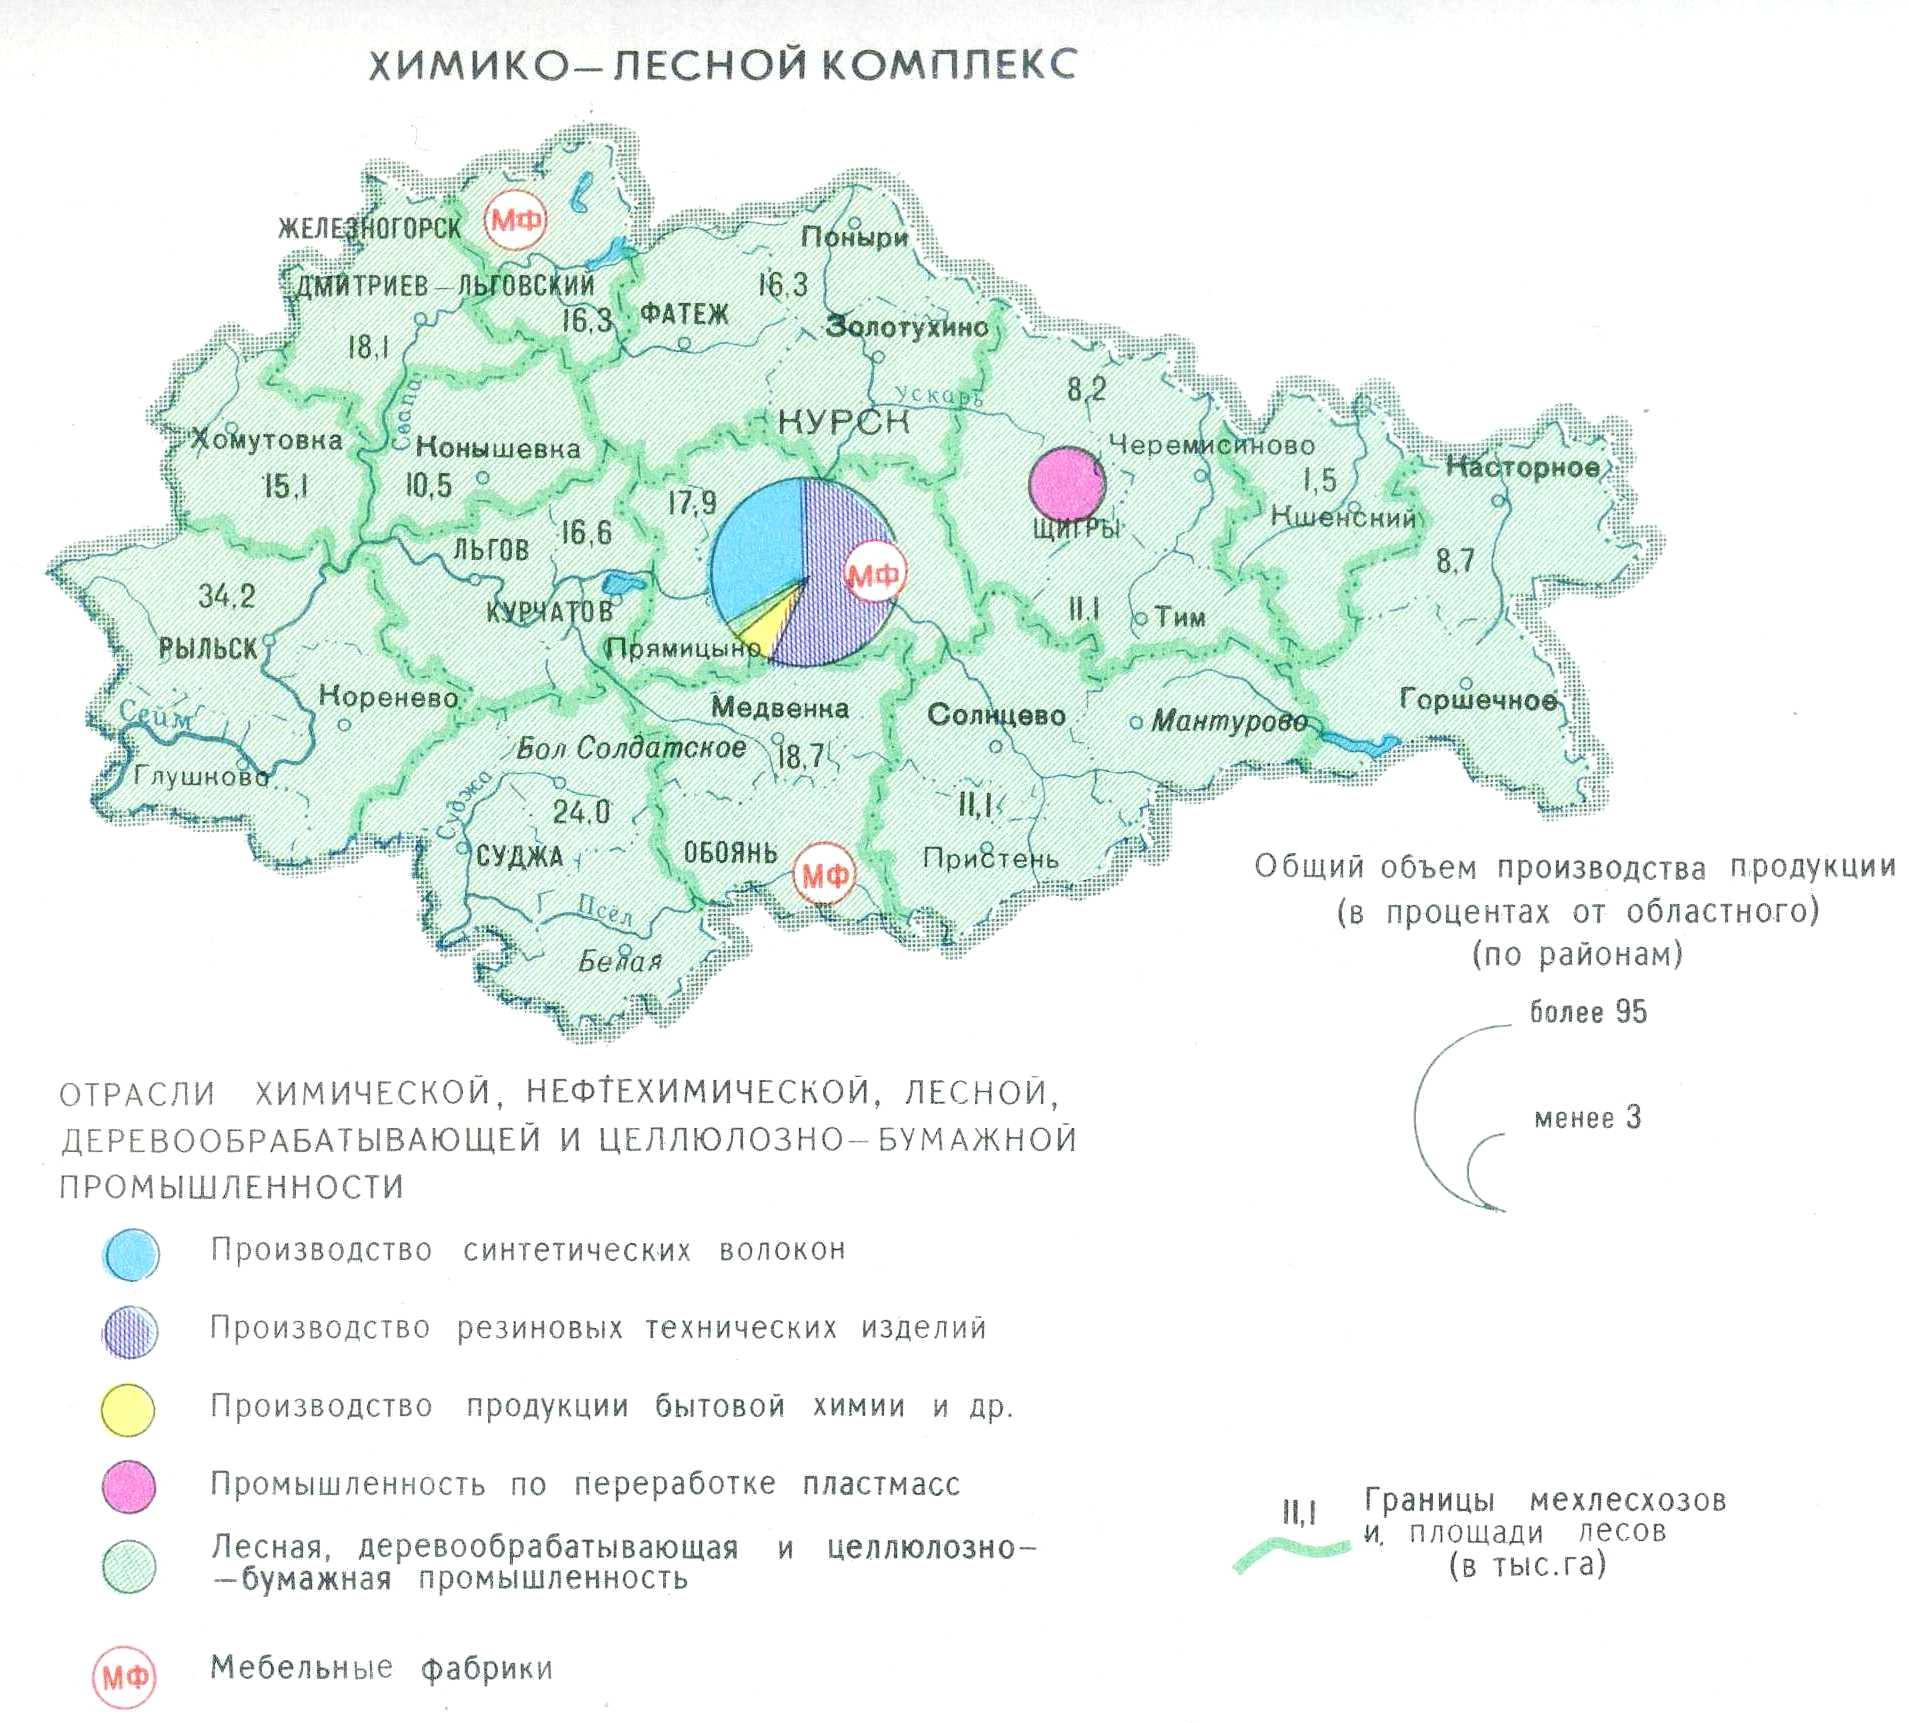 ХИМИКО—ЛЕСНОЙ КОМПЛЕКС
МФ
ЖЕЛЕЗНОГОРСК
Поныри
ДМИТРИЕВ—ЛЬГОВСКИЙ
16,3
16,3
ФАТЕЖ
Золотухино
18,1
8,2
Свапа
Ускарь
КУРСК
Хомутовка
Конышевка
Черемисиново
Касторное
15,1
10,5
17,9
1,5
Кшенский
ЛЬГОВ
16,6
ЩИГРЫ
8,7
МФ
34,2
КУРЧАТОВ
11,1
Тим
РЫЛЬСК
Прямицыно
Коренево
Медвенка
Солнцево
Мантурово
Горшечное
Сейм
Бол Солдатское
18,7
Глушково
Суджа
24,0
11,1
СУДЖА
ОБОЯНЬ
МФ
Пристень
Псёл
Белая
Общий объем производства продукции
(в процентах от областного)
(по районам)
более 95
менее 3
ОТРАСЛИ ХИМИЧЕСКОЙ, НЕФТЕХИМИЧЕСКОЙ, ЛЕСНОЙ,
ДЕРЕВООБРАБАТЫВАЮЩЕЙ И ЦЕЛЛЮЛОЗНО—БУМАЖНОЙ
ПРОМЫШЛЕННОСТИ
Производство синтетических волокон
Производство резиновых технических изделий
Производство продукции бытовой химии и др.
Промышленность по переработке пластмасс
Лесная, деревообрабатывающая и целлюлозно—
—бумажная промышленность
МФ Мебельные фабрики
11,1 Границы мехлесхозов
и, площади лесов
(в тыс.га)